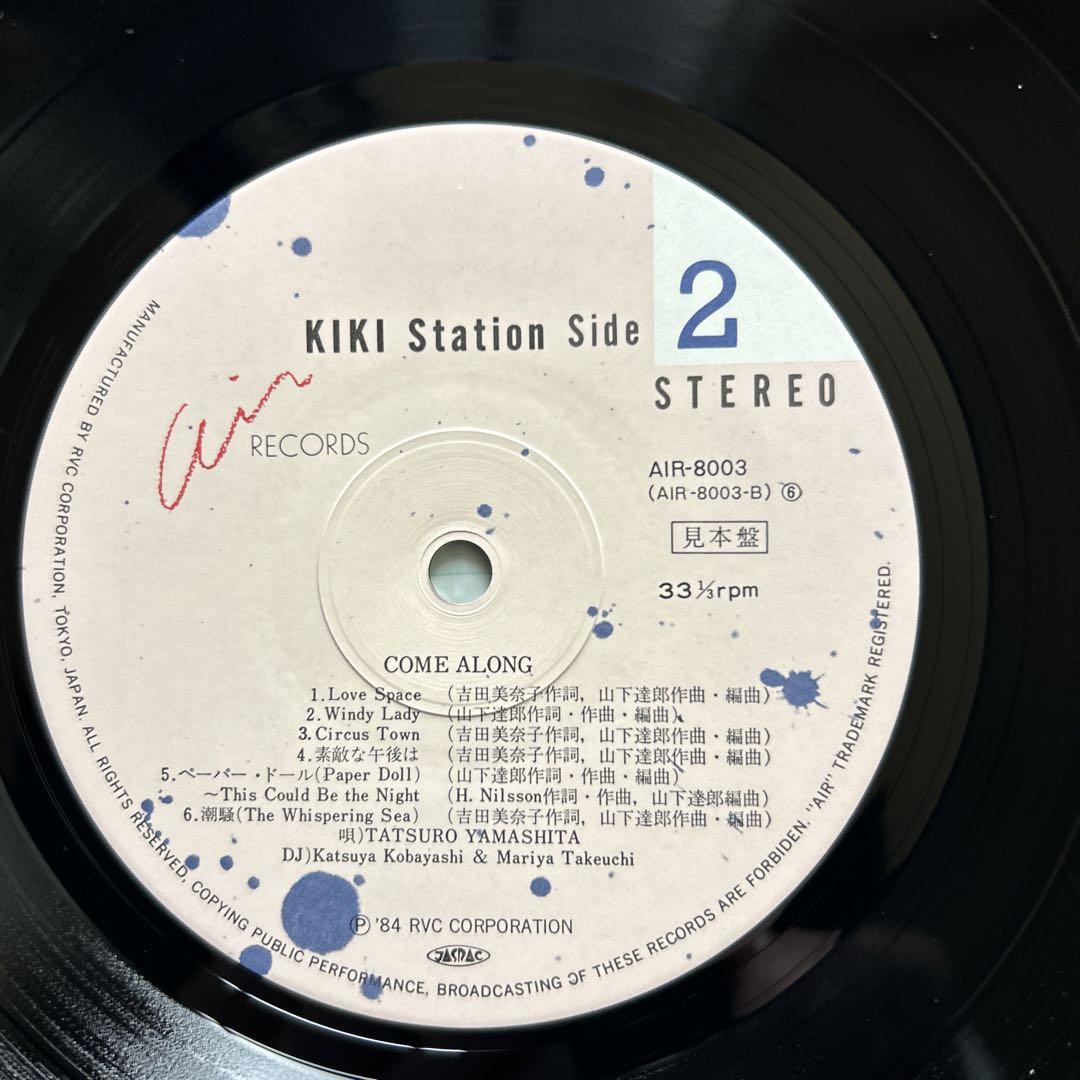 KIKI Station Side 2
STEREO
Air RECORDS
AIR-8003
(AIR-8003-B) ⑥
見本盤
33 1/3 rpm
COME ALONG
1. Love Space (吉田美奈子作詞, 山下達郎作曲・編曲)
2. Windy Lady (山下達郎作詞・作曲・編曲)
3. Circus Town (吉田美奈子作詞, 山下達郎作曲・編曲)
4. 素敵な午後は (吉田美奈子作詞, 山下達郎作曲・編曲)
5. ペーパー・ドール(Paper Doll) (山下達郎作詞・作曲・編曲)
~This Could Be the Night (H. Nilsson作詞・作曲, 山下達郎編曲)
6. 潮騒(The Whispering Sea) (吉田美奈子作詞, 山下達郎作曲・編曲)
唄)TATSURO YAMASHITA
DJ)Katsuya Kobayashi & Mariya Takeuchi
Ⓟ '84 RVC CORPORATION
JASRAC
MANUFACTURED BY RVC CORPORATION, TOKYO, JAPAN. ALL RIGHTS RESERVED, COPYING PUBLIC PERFORMANCE, BROADCASTING OF THESE RECORDS ARE FORBIDDEN. "AIR" TRADEMARK REGISTERED.